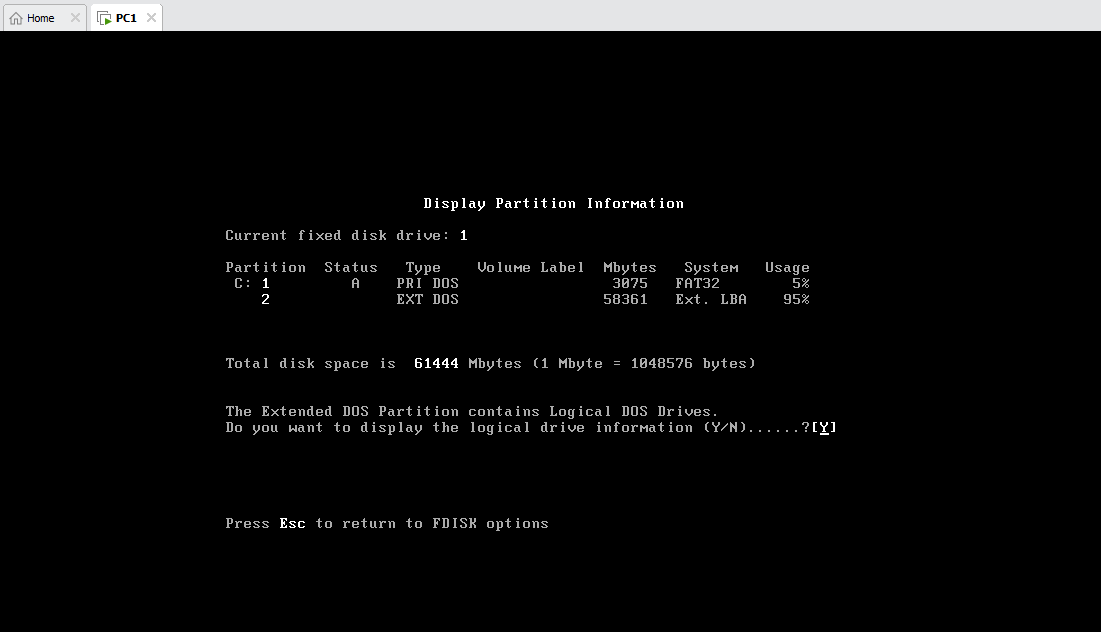 Home
PC1
Display Partition Information
Current fixed disk drive: 1
Partition Status Type Volume Label Mbytes System Usage
C: 1 A PRI DOS 3075 FAT32 5%
2 EXT DOS 58361 Ext. LBA 95%
Total disk space is 61444 Mbytes (1 Mbyte = 1048576 bytes)
The Extended DOS Partition contains Logical DOS Drives.
Do you want to display the logical drive information (Y/N)......?[Y]
Press Esc to return to FDISK options